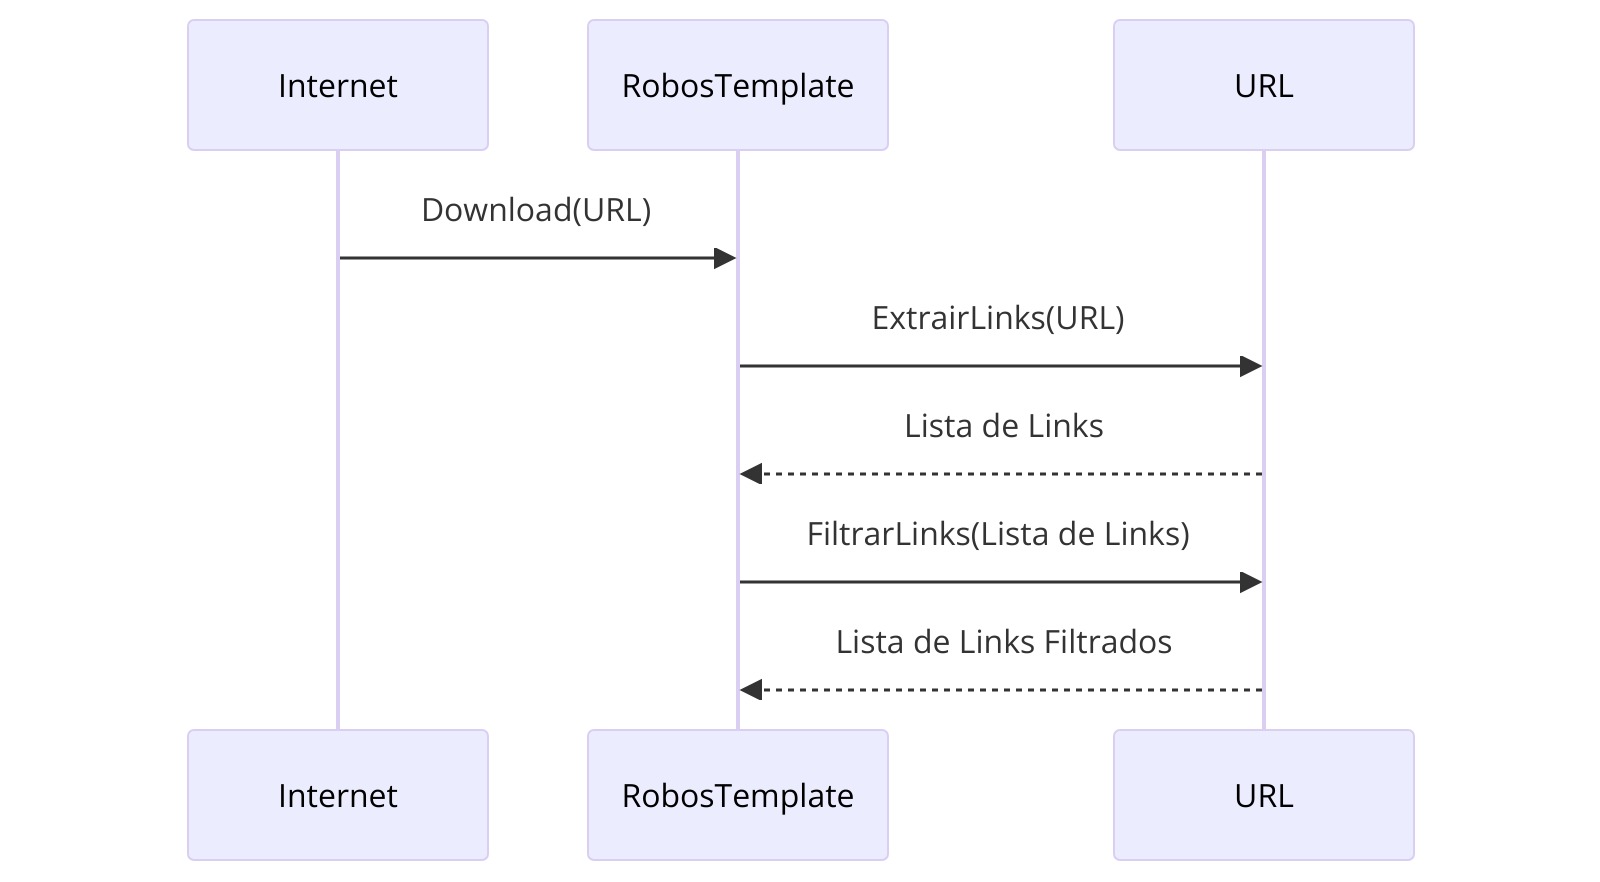 Internet
RobosTemplate
URL
Download(URL)
ExtrairLinks(URL)
Lista de Links
FiltrarLinks(Lista de Links)
Lista de Links Filtrados
Internet
RobosTemplate
URL